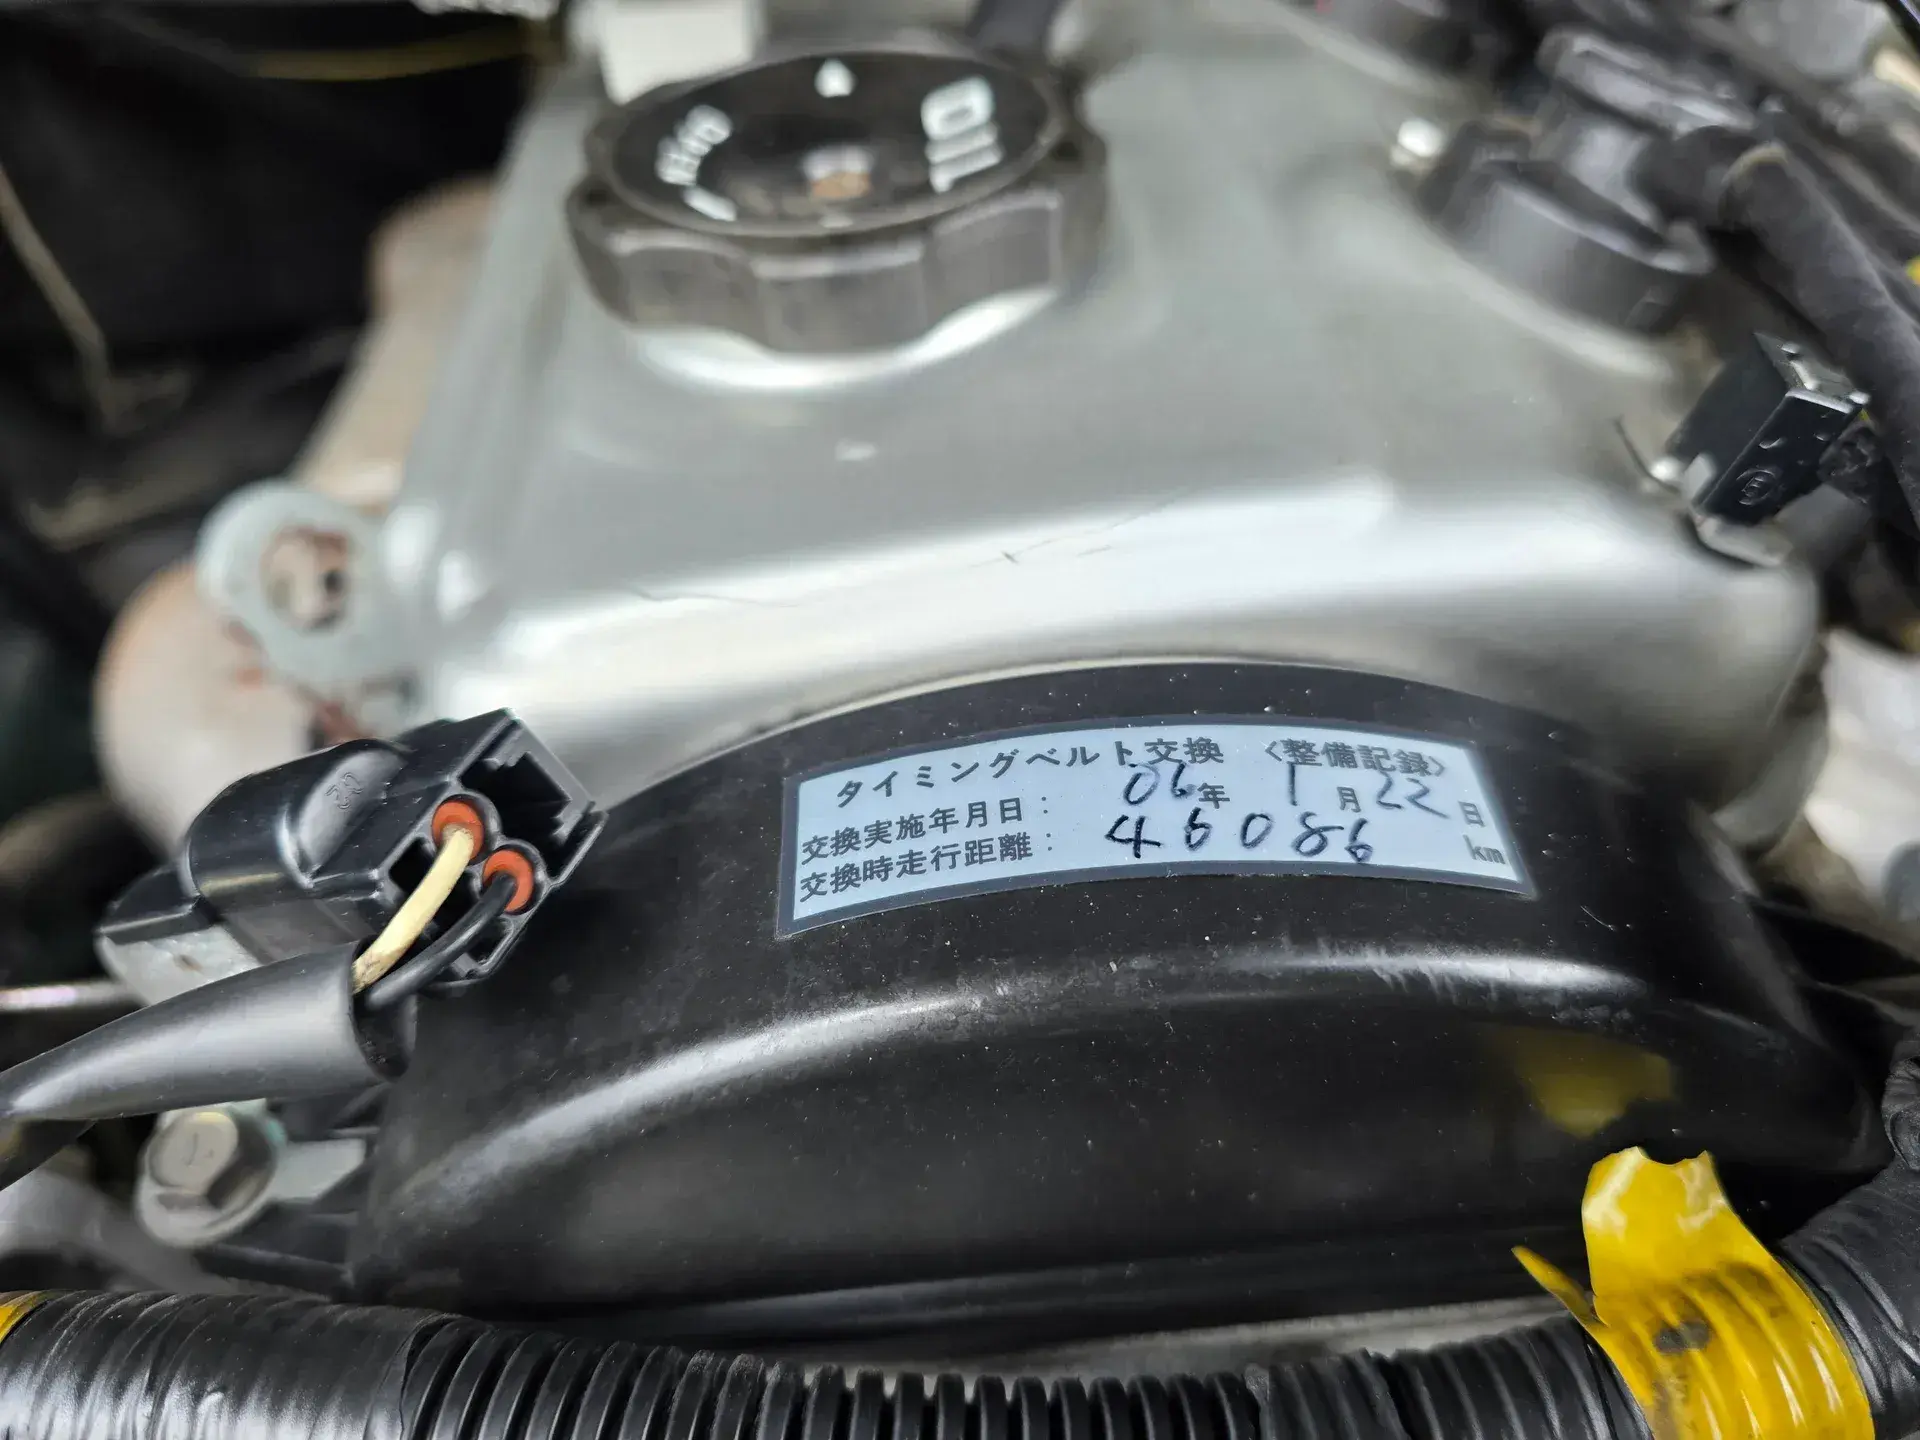 OIL
タイミングベルト交換 〈整備記録〉
交換実施年月日： 06年 1月 22日
交換時走行距離： 46086 km